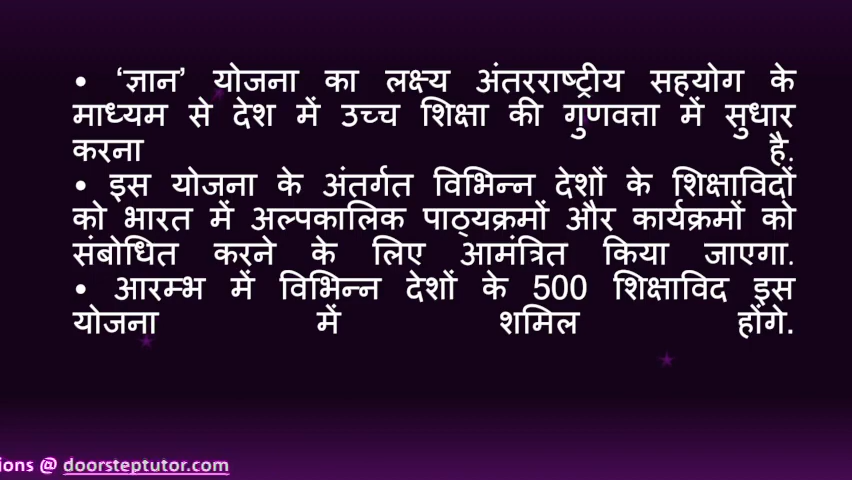 • ‘ज्ञान’ योजना का लक्ष्य अंतरराष्ट्रीय सहयोग के
माध्यम से देश में उच्च शिक्षा की गुणवत्ता में सुधार
करना है.
• इस योजना के अंतर्गत विभिन्न देशों के शिक्षाविदों
को भारत में अल्पकालिक पाठ्यक्रमों और कार्यक्रमों को
संबोधित करने के लिए आमंत्रित किया जाएगा.
• आरम्भ में विभिन्न देशों के 500 शिक्षाविद इस
योजना में शमिल होंगे.
ions @ doorsteptutor.com